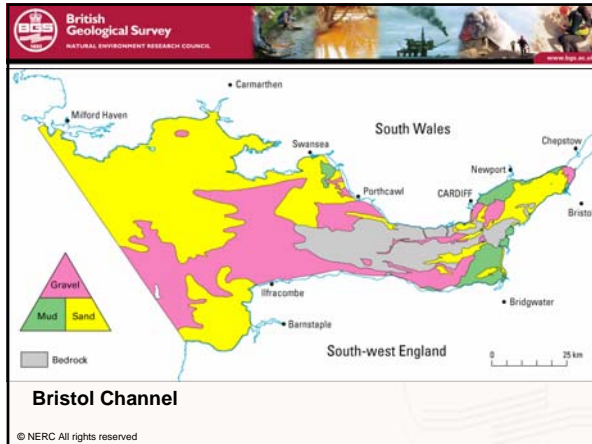 British
Geological Survey
NATURAL ENVIRONMENT RESEARCH COUNCIL
BGS
www.bgs.ac.uk
Carmarthen
Milford Haven
South Wales
Chepstow
Swansea
Newport
Porthcawl
CARDIFF
Bristol
Gravel
Mud
Sand
Ilfracombe
Bridgwater
Barnstaple
Bedrock
South-west England
0 25 km
Bristol Channel
© NERC All rights reserved